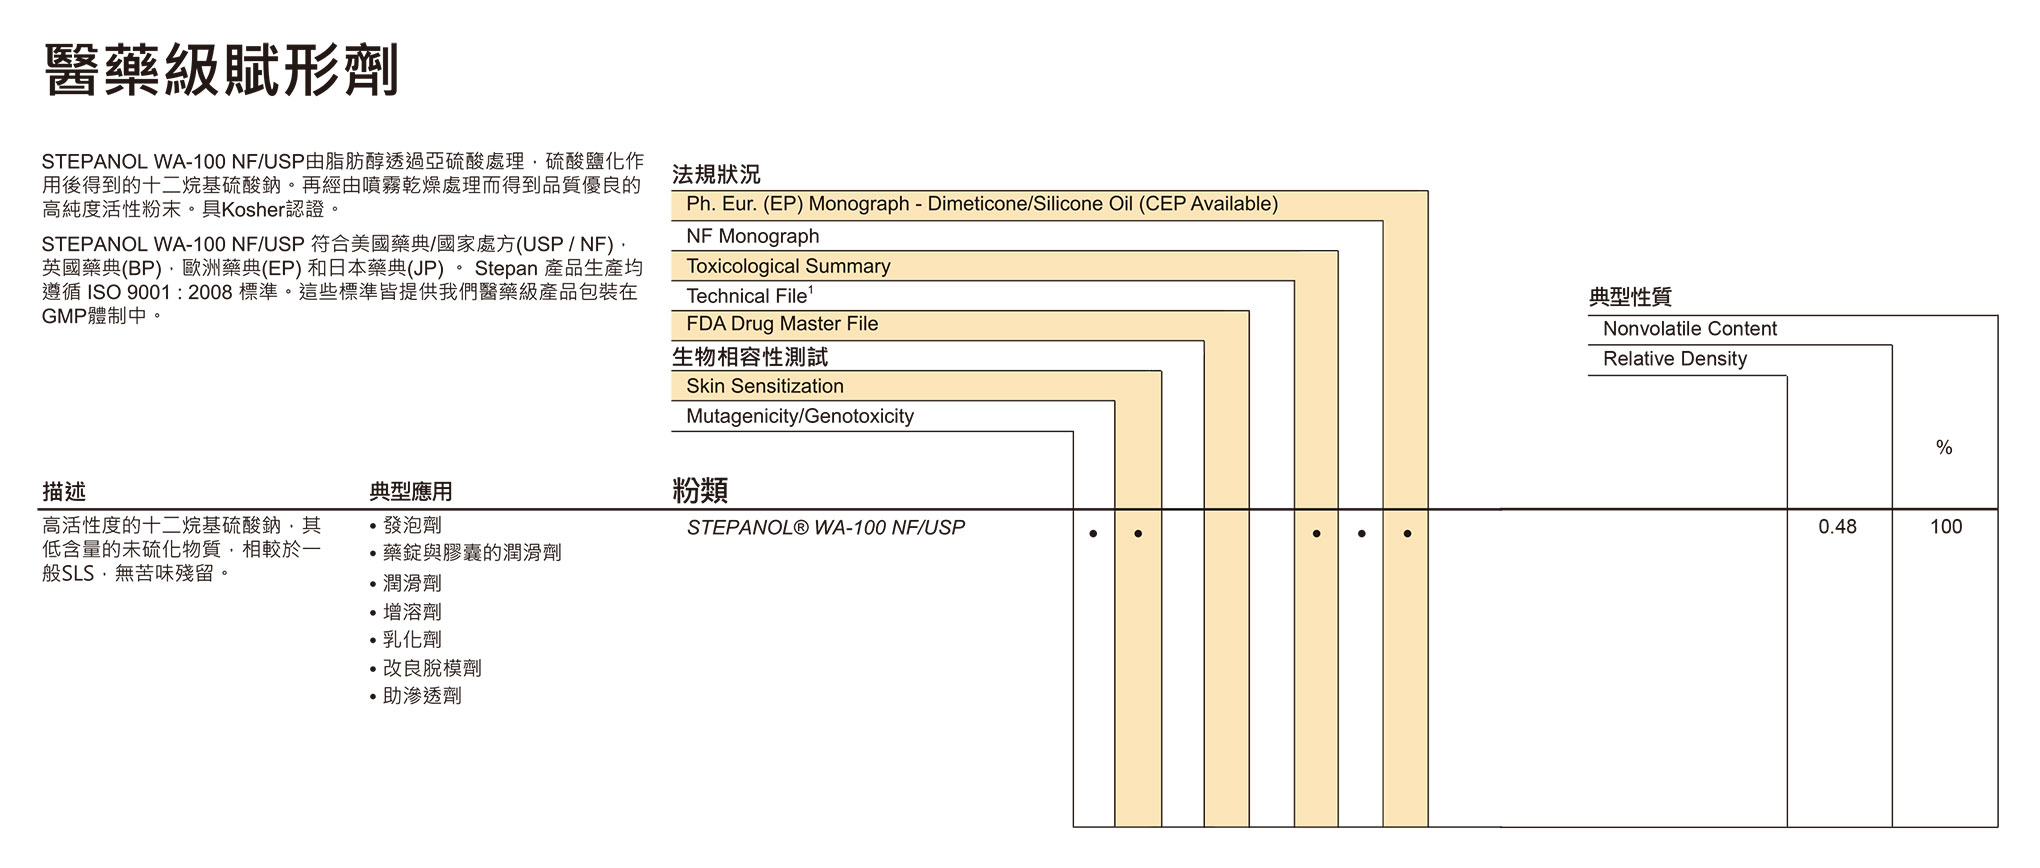 醫藥級賦形劑
STEPANOL WA-100 NF/USP由脂肪醇透過亞硫酸處理，硫酸鹽化作
用後得到的十二烷基硫酸鈉。再經由噴霧乾燥處理而得到品質優良的
高純度活性粉末。具Kosher認證。
STEPANOL WA-100 NF/USP 符合美國藥典/國家處方(USP / NF)，
英國藥典(BP)，歐洲藥典(EP) 和日本藥典(JP) 。 Stepan 產品生產均
遵循 ISO 9001 : 2008 標準。這些標準皆提供我們醫藥級產品包裝在
GMP體制中。
法規狀況
Ph. Eur. (EP) Monograph - Dimeticone/Silicone Oil (CEP Available)
NF Monograph
Toxicological Summary
Technical File¹
FDA Drug Master File
生物相容性測試
Skin Sensitization
Mutagenicity/Genotoxicity
典型性質
Nonvolatile Content
Relative Density
%
描述 典型應用 粉類
高活性度的十二烷基硫酸鈉，其
低含量的未硫化物質，相較於一
般SLS，無苦味殘留。
• 發泡劑
• 藥錠與膠囊的潤滑劑
• 潤滑劑
• 增溶劑
• 乳化劑
• 改良脫模劑
• 助滲透劑
STEPANOL® WA-100 NF/USP • • • • • 0.48 100